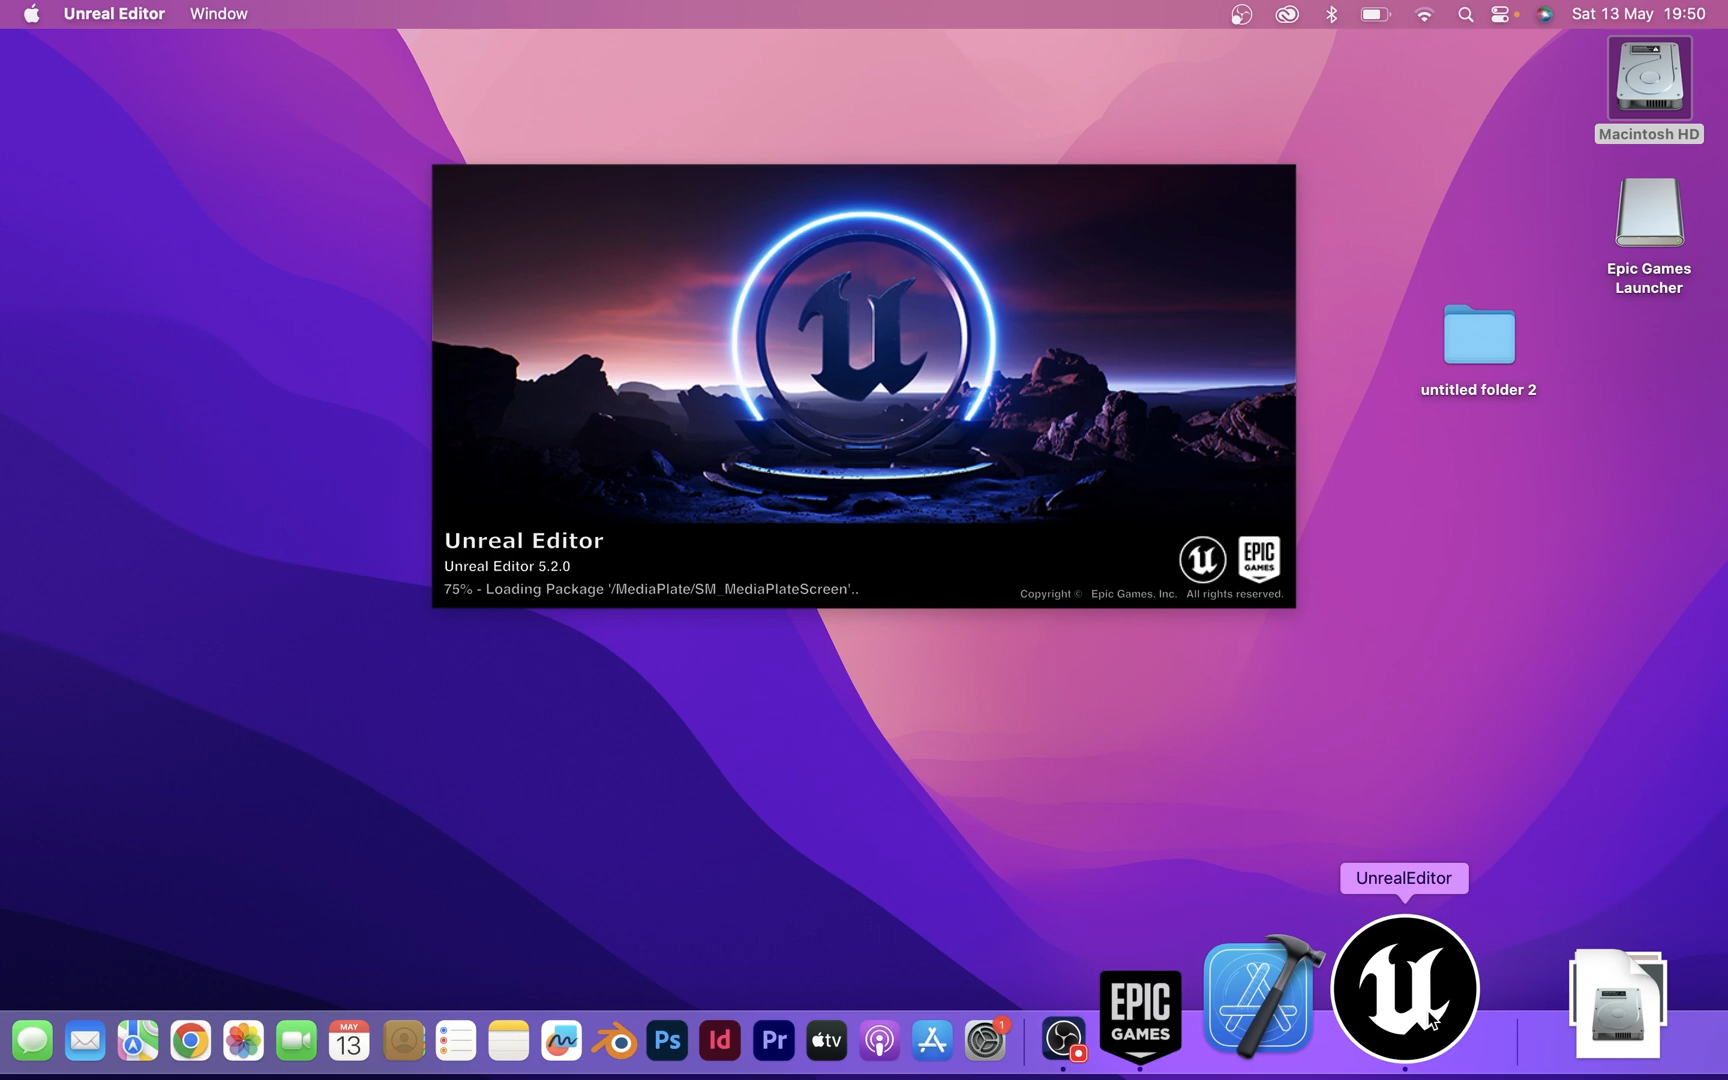 Unreal Editor Window Sat 13 May 19:50
Macintosh HD
Epic Games
Launcher
untitled folder 2
Unreal Editor
Unreal Editor 5.2.0
75% - Loading Package '/MediaPlate/SM_MediaPlateScreen'..
EPIC
GAMES
Copyright © Epic Games, Inc. All rights reserved.
UnrealEditor
MAY
13
Ps
Id
Pr
tv
1
EPIC
GAMES